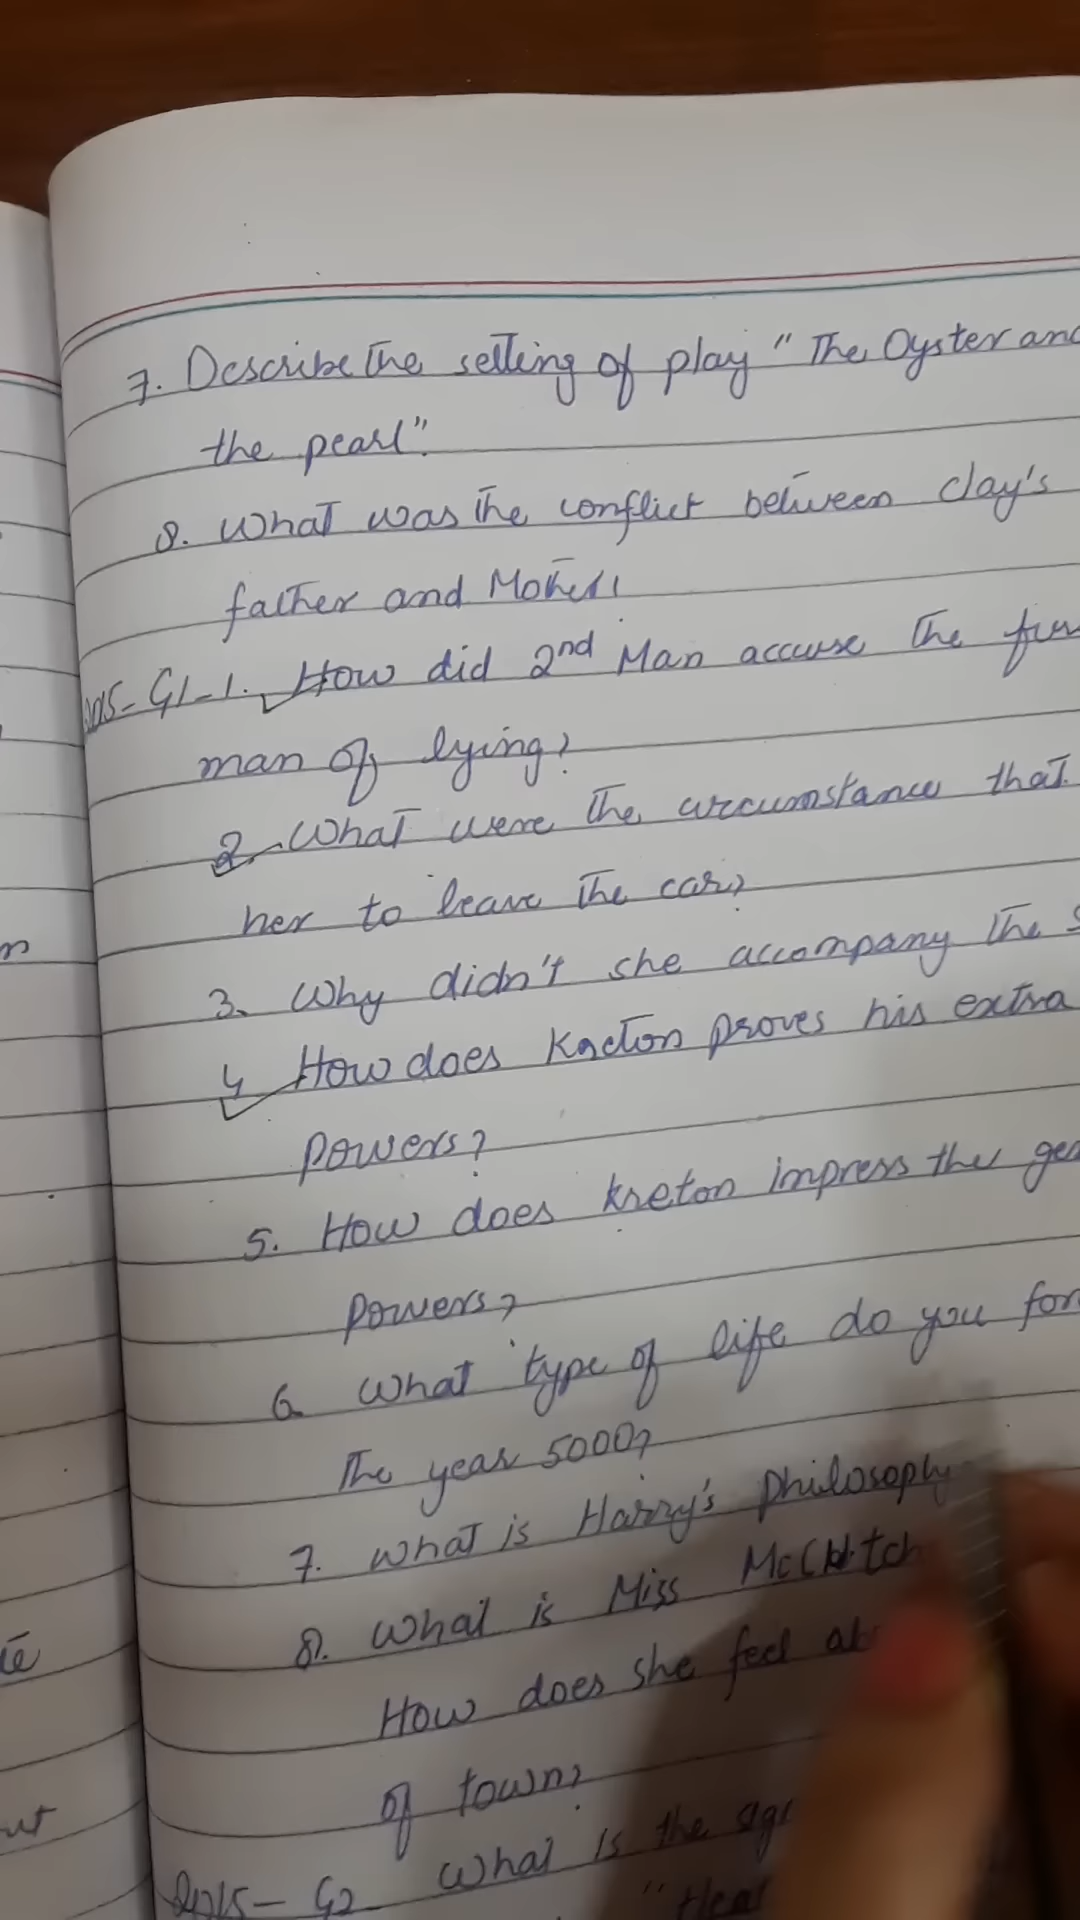 7. Describe the setting of play "The Oyster and
the pearl".
8. What was the conflict between clay's
father and Mother?
2015- G1-1. How did 2nd Man accuse the
man of lying?
2. What were the circumstance that
her to leave the car?
3. Why didn't she accompany the
4 How does Kreton proves his extra
Powers?
5. How does kreton impress the
Powers?
6. What type of life do you
The year 5000?
7. What is Harry's Philosophy
8. What is Miss
How does she feel
of town?
2015- G2 What is the